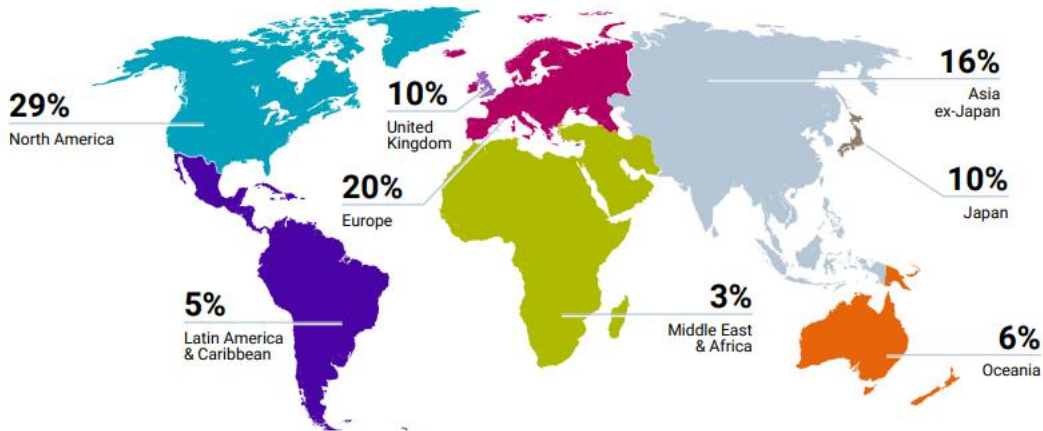 29%
North America
10%
United
Kingdom
20%
Europe
16%
Asia
ex-Japan
10%
Japan
5%
Latin America
& Caribbean
3%
Middle East
& Africa
6%
Oceania